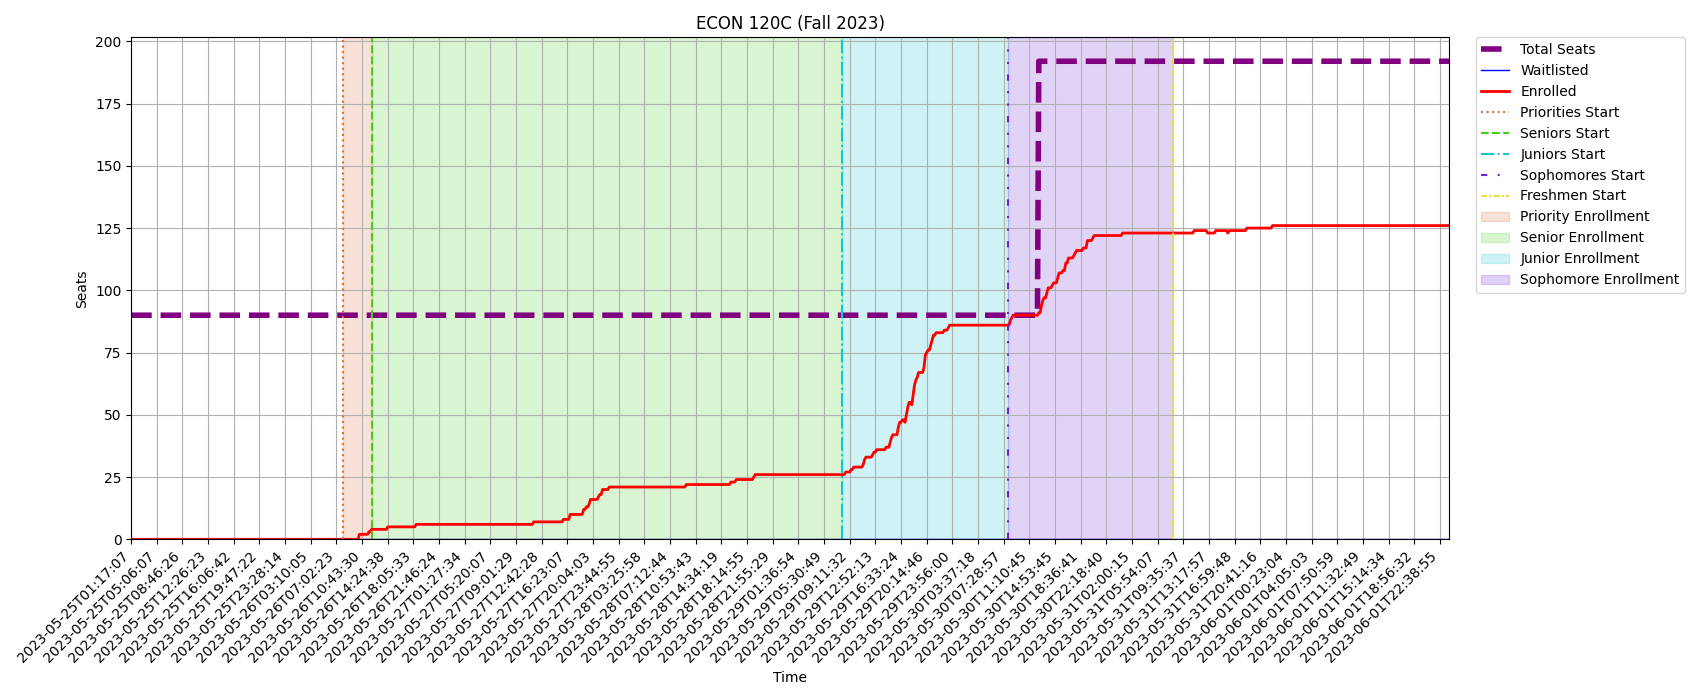 ECON 120C (Fall 2023)
200
175
150
125
100
75
50
25
0
Seats
2023-05-25T01:17:07
2023-05-25T05:06:07
2023-05-25T08:46:26
2023-05-25T12:26:23
2023-05-25T16:06:42
2023-05-25T19:47:22
2023-05-25T23:28:14
2023-05-26T03:10:05
2023-05-26T07:02:23
2023-05-26T10:43:30
2023-05-26T14:24:38
2023-05-26T18:05:33
2023-05-26T21:46:24
2023-05-27T01:27:34
2023-05-27T05:20:07
2023-05-27T09:01:29
2023-05-27T12:42:28
2023-05-27T16:23:07
2023-05-27T20:04:03
2023-05-27T23:44:55
2023-05-28T03:25:58
2023-05-28T07:12:44
2023-05-28T10:53:43
2023-05-28T14:34:19
2023-05-28T18:14:55
2023-05-28T21:55:29
2023-05-29T01:36:54
2023-05-29T05:30:49
2023-05-29T09:11:32
2023-05-29T12:52:13
2023-05-29T16:33:24
2023-05-29T20:14:46
2023-05-29T23:56:00
2023-05-30T03:37:18
2023-05-30T07:28:57
2023-05-30T11:10:45
2023-05-30T14:53:45
2023-05-30T18:36:41
2023-05-30T22:18:40
2023-05-31T02:00:15
2023-05-31T05:54:07
2023-05-31T09:35:37
2023-05-31T13:17:57
2023-05-31T16:59:48
2023-05-31T20:41:16
2023-06-01T00:23:04
2023-06-01T04:05:03
2023-06-01T07:50:59
2023-06-01T11:32:49
2023-06-01T15:14:34
2023-06-01T18:56:32
2023-06-01T22:38:55
Time
Total Seats
Waitlisted
Enrolled
Priorities Start
Seniors Start
Juniors Start
Sophomores Start
Freshmen Start
Priority Enrollment
Senior Enrollment
Junior Enrollment
Sophomore Enrollment